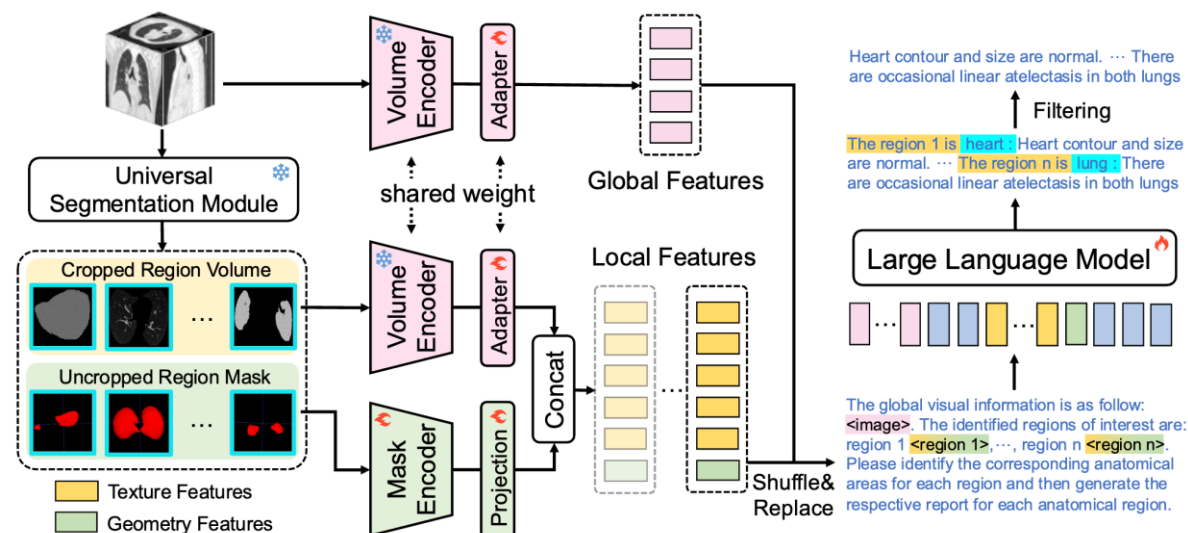 Volume
Encoder
Adapter
Global Features
shared weight
Universal
Segmentation Module
Cropped Region Volume
...
Uncropped Region Mask
...
Texture Features
Geometry Features
Volume
Encoder
Adapter
Mask
Encoder
Projection
Concat
Local Features
...
Shuffle&
Replace
Heart contour and size are normal. ··· There
are occasional linear atelectasis in both lungs
Filtering
The region 1 is heart : Heart contour and size
are normal. ··· The region n is lung : There
are occasional linear atelectasis in both lungs
Large Language Model
... ...
The global visual information is as follow:
<image>. The identified regions of interest are:
region 1 <region 1>,···, region n <region n>.
Please identify the corresponding anatomical
areas for each region and then generate the
respective report for each anatomical region.